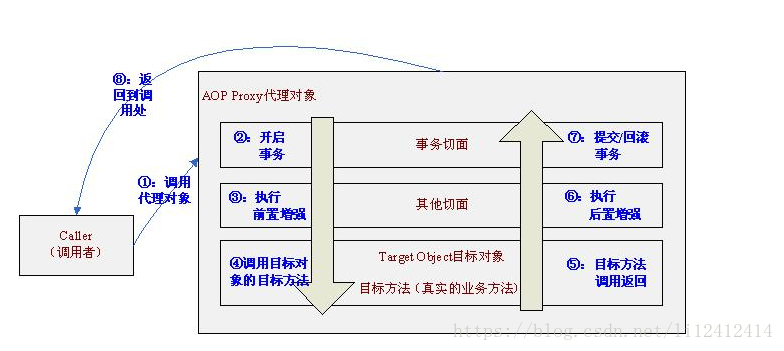 ⑧：返
回到调
用处
AOP Proxy代理对象
②：开启
事务
事务切面
⑦：提交/回滚
事务
①：调用
代理对象
③：执行
前置增强
其他切面
⑥：执行
后置增强
Caller
（调用者）
④调用目标对
象的目标方法
Target Object目标对象
目标方法（真实的业务方法）
⑤：目标方法
调用返回
https://blog.csdn.net/li12412414